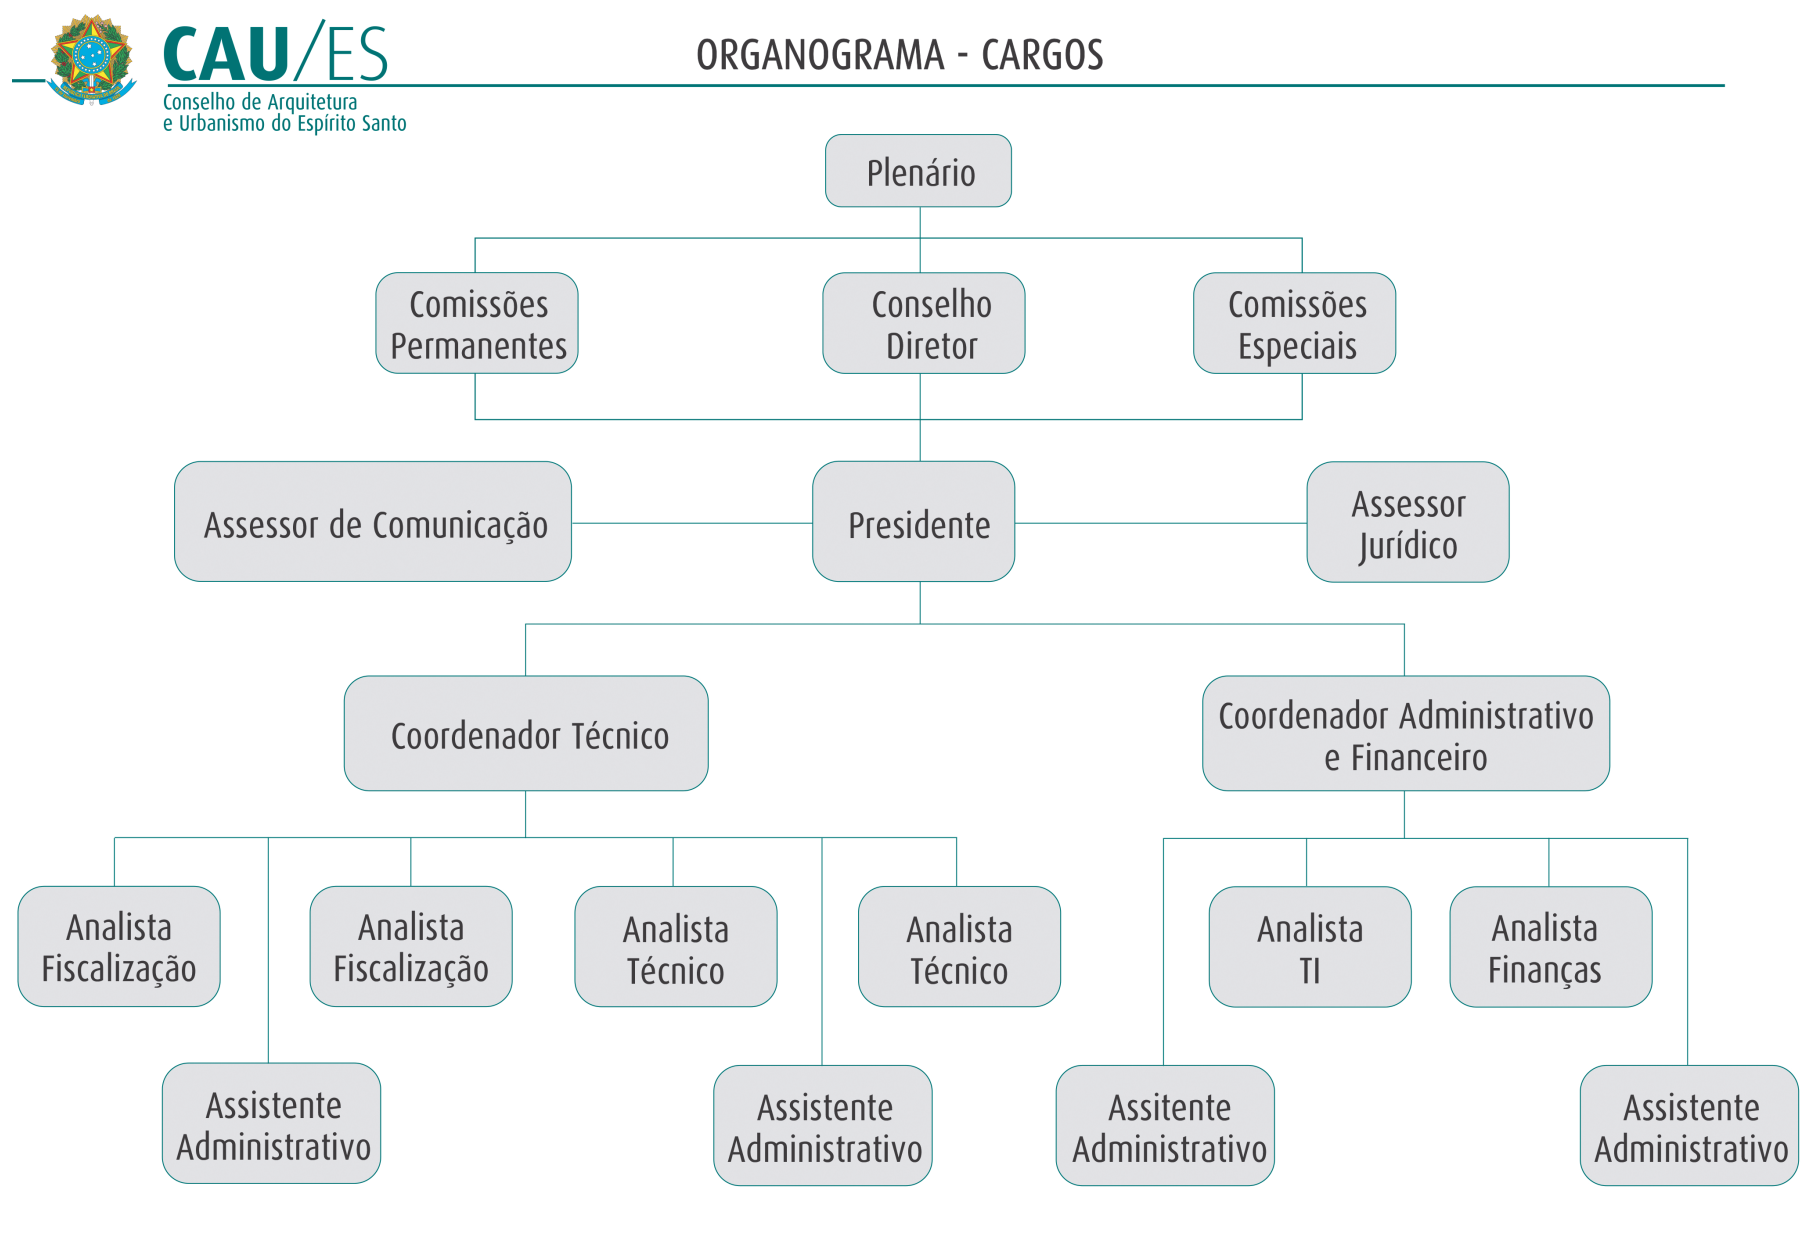 CAU/ES
Conselho de Arquitetura
e Urbanismo do Espírito Santo
ORGANOGRAMA - CARGOS
Plenário
Comissões
Permanentes
Conselho
Diretor
Comissões
Especiais
Assessor de Comunicação
Presidente
Assessor
Jurídico
Coordenador Técnico
Coordenador Administrativo
e Financeiro
Analista
Fiscalização
Analista
Fiscalização
Analista
Técnico
Analista
Técnico
Analista
TI
Analista
Finanças
Assistente
Administrativo
Assistente
Administrativo
Assitente
Administrativo
Assistente
Administrativo